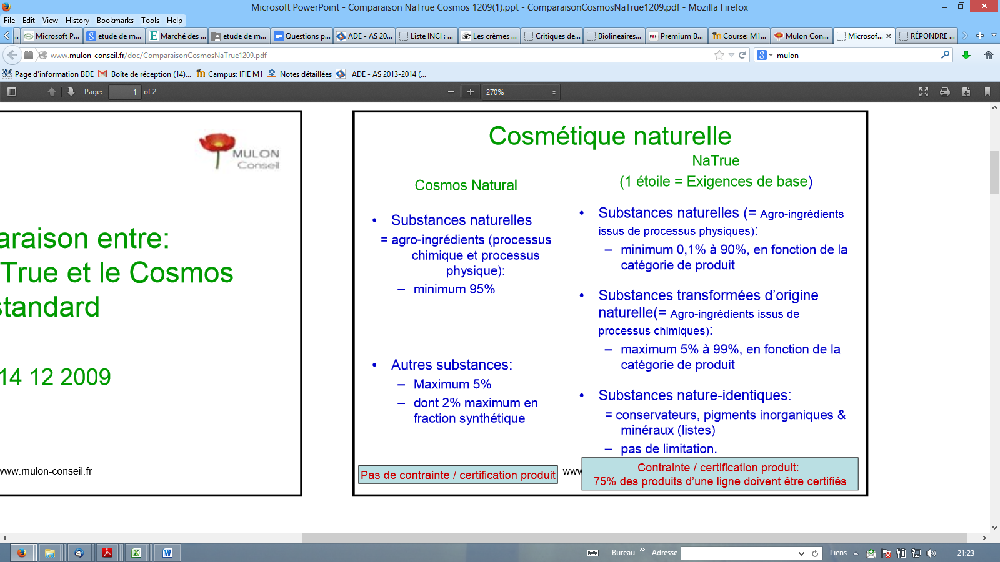 Microsoft PowerPoint - Comparaison NaTrue Cosmos 1209(1).ppt - ComparaisonCosmosNaTrue1209.pdf - Mozilla Firefox
File Edit View History Bookmarks Tools Help
... Microsoft P... etude de m... Marché des ... etude de m... Questions p... ADE - AS 20... Liste INCI : ... Les crèmes ... Critiques de... Biolineaires... Premium B... Course: M1... Mulon Con... Microsof... RÉPONDRE ...
www.mulon-conseil.fr/doc/ComparaisonCosmosNaTrue1209.pdf
mulon
Page d'information BDE Boîte de réception (14)... Campus: IFIE M1 Notes détaillées ADE - AS 2013-2014 (...
Page: 1 of 2
270%
MULON
Conseil
araison entre:
True et le Cosmos
standard
14 12 2009
www.mulon-conseil.fr
Cosmétique naturelle
Cosmos Natural
• Substances naturelles
= agro-ingrédients (processus
chimique et processus
physique):
– minimum 95%
• Autres substances:
– Maximum 5%
– dont 2% maximum en
fraction synthétique
Pas de contrainte / certification produit
www
NaTrue
(1 étoile = Exigences de base)
• Substances naturelles (= Agro-ingrédients
issus de processus physiques):
– minimum 0,1% à 90%, en fonction de la
catégorie de produit
• Substances transformées d’origine
naturelle(= Agro-ingrédients issus de
processus chimiques):
– maximum 5% à 99%, en fonction de la
catégorie de produit
• Substances nature-identiques:
= conservateurs, pigments inorganiques &
minéraux (listes)
– pas de limitation.
Contrainte / certification produit:
75% des produits d’une ligne doivent être certifiés
Bureau Adresse Liens 21:23